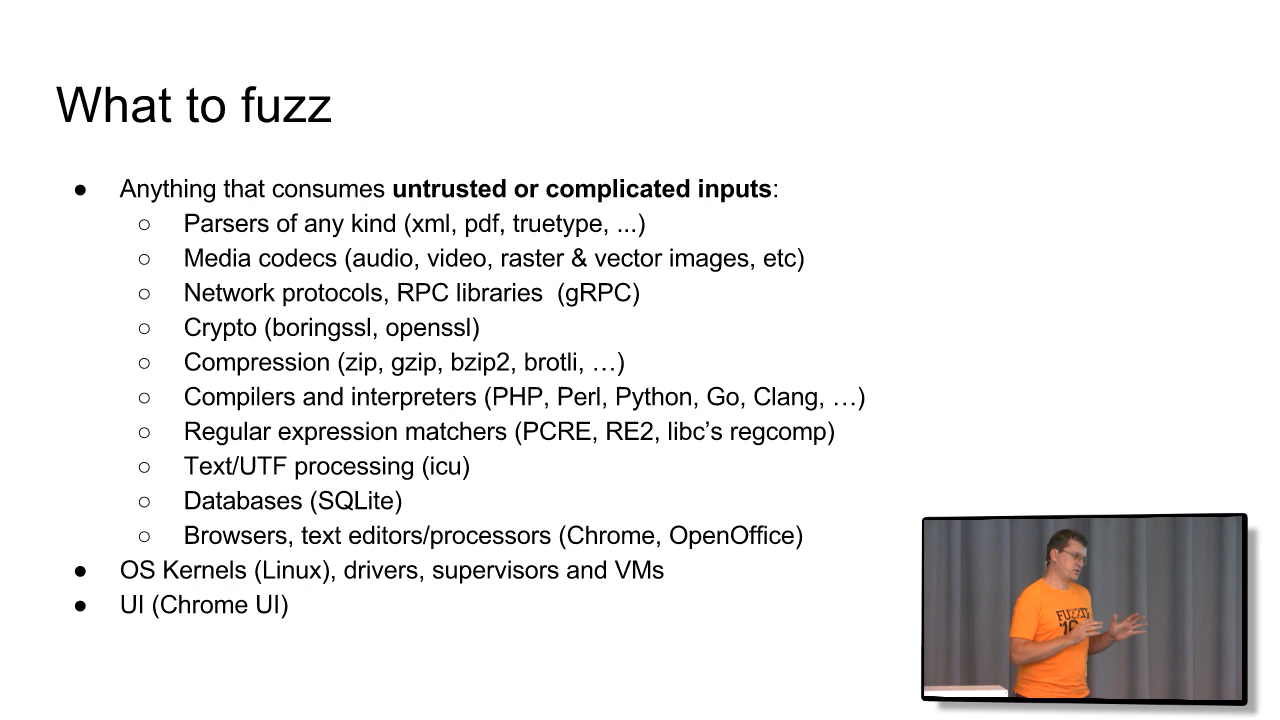 What to fuzz
● Anything that consumes untrusted or complicated inputs:
○ Parsers of any kind (xml, pdf, truetype, ...)
○ Media codecs (audio, video, raster & vector images, etc)
○ Network protocols, RPC libraries  (gRPC)
○ Crypto (boringssl, openssl)
○ Compression (zip, gzip, bzip2, brotli, …)
○ Compilers and interpreters (PHP, Perl, Python, Go, Clang, …)
○ Regular expression matchers (PCRE, RE2, libc’s regcomp)
○ Text/UTF processing (icu)
○ Databases (SQLite)
○ Browsers, text editors/processors (Chrome, OpenOffice)
● OS Kernels (Linux), drivers, supervisors and VMs
● UI (Chrome UI)